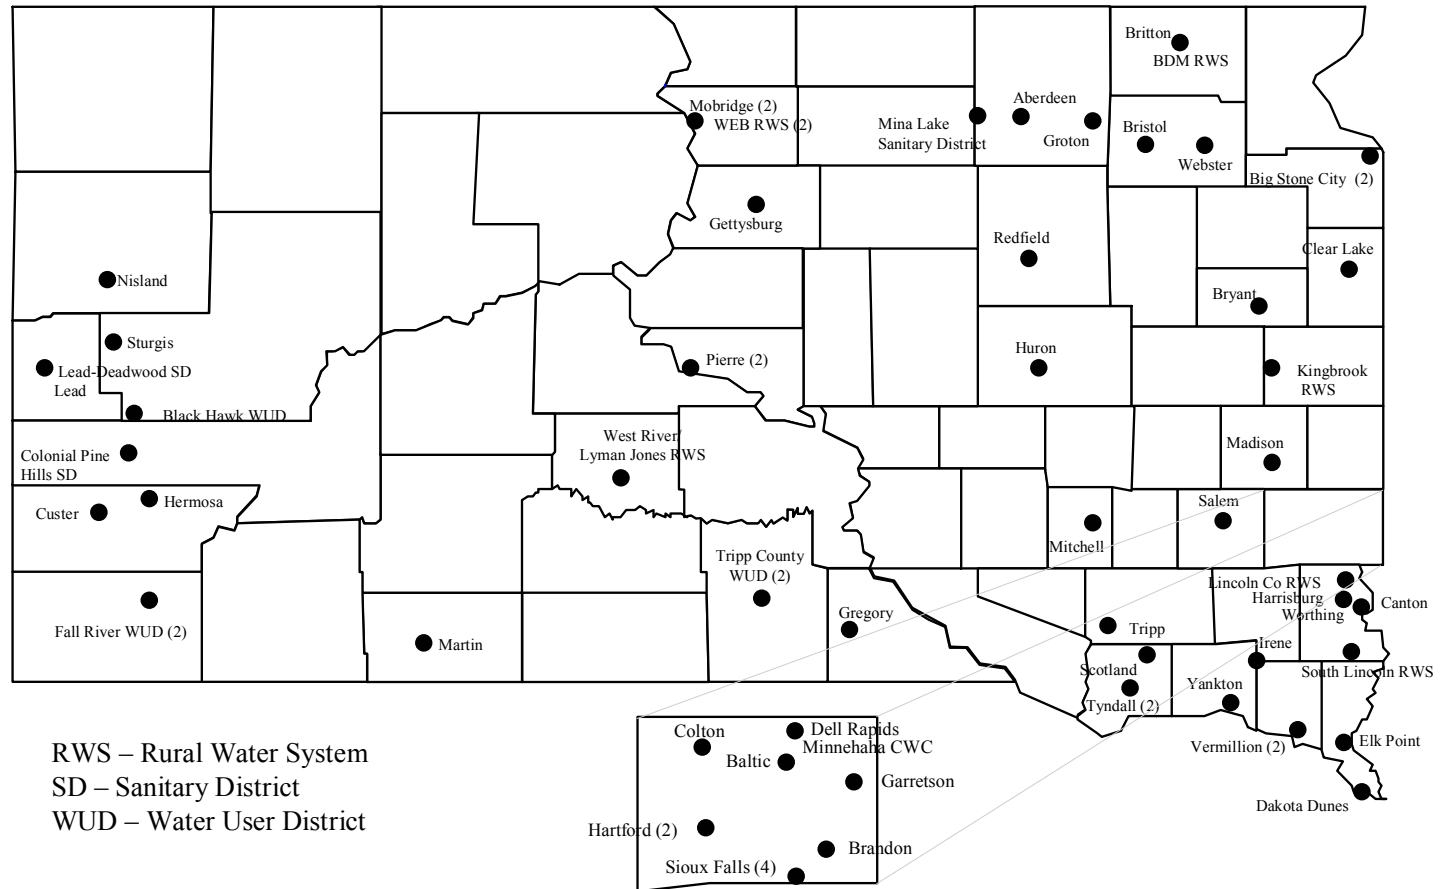 Britton
BDM RWS
Mobridge (2)
WEB RWS (2)
Mina Lake
Sanitary District
Aberdeen
Groton
Bristol
Webster
Big Stone City (2)
Gettysburg
Redfield
Clear Lake
Nisland
Bryant
Sturgis
Lead-Deadwood SD
Lead
Pierre (2)
Huron
Kingbrook
RWS
Black Hawk WUD
West River/
Lyman Jones RWS
Madison
Colonial Pine
Hills SD
Hermosa
Custer
Salem
Mitchell
Tripp County
WUD (2)
Lincoln Co RWS
Harrisburg
Worthing
Canton
Fall River WUD (2)
Martin
Gregory
Tripp
Irene
Scotland
South Lincoln RWS
Yankton
Tyndall (2)
Vermillion (2)
Elk Point
Dakota Dunes
Colton
Dell Rapids
Minnehaha CWC
Baltic
Garretson
Hartford (2)
Brandon
Sioux Falls (4)
RWS – Rural Water System
SD – Sanitary District
WUD – Water User District